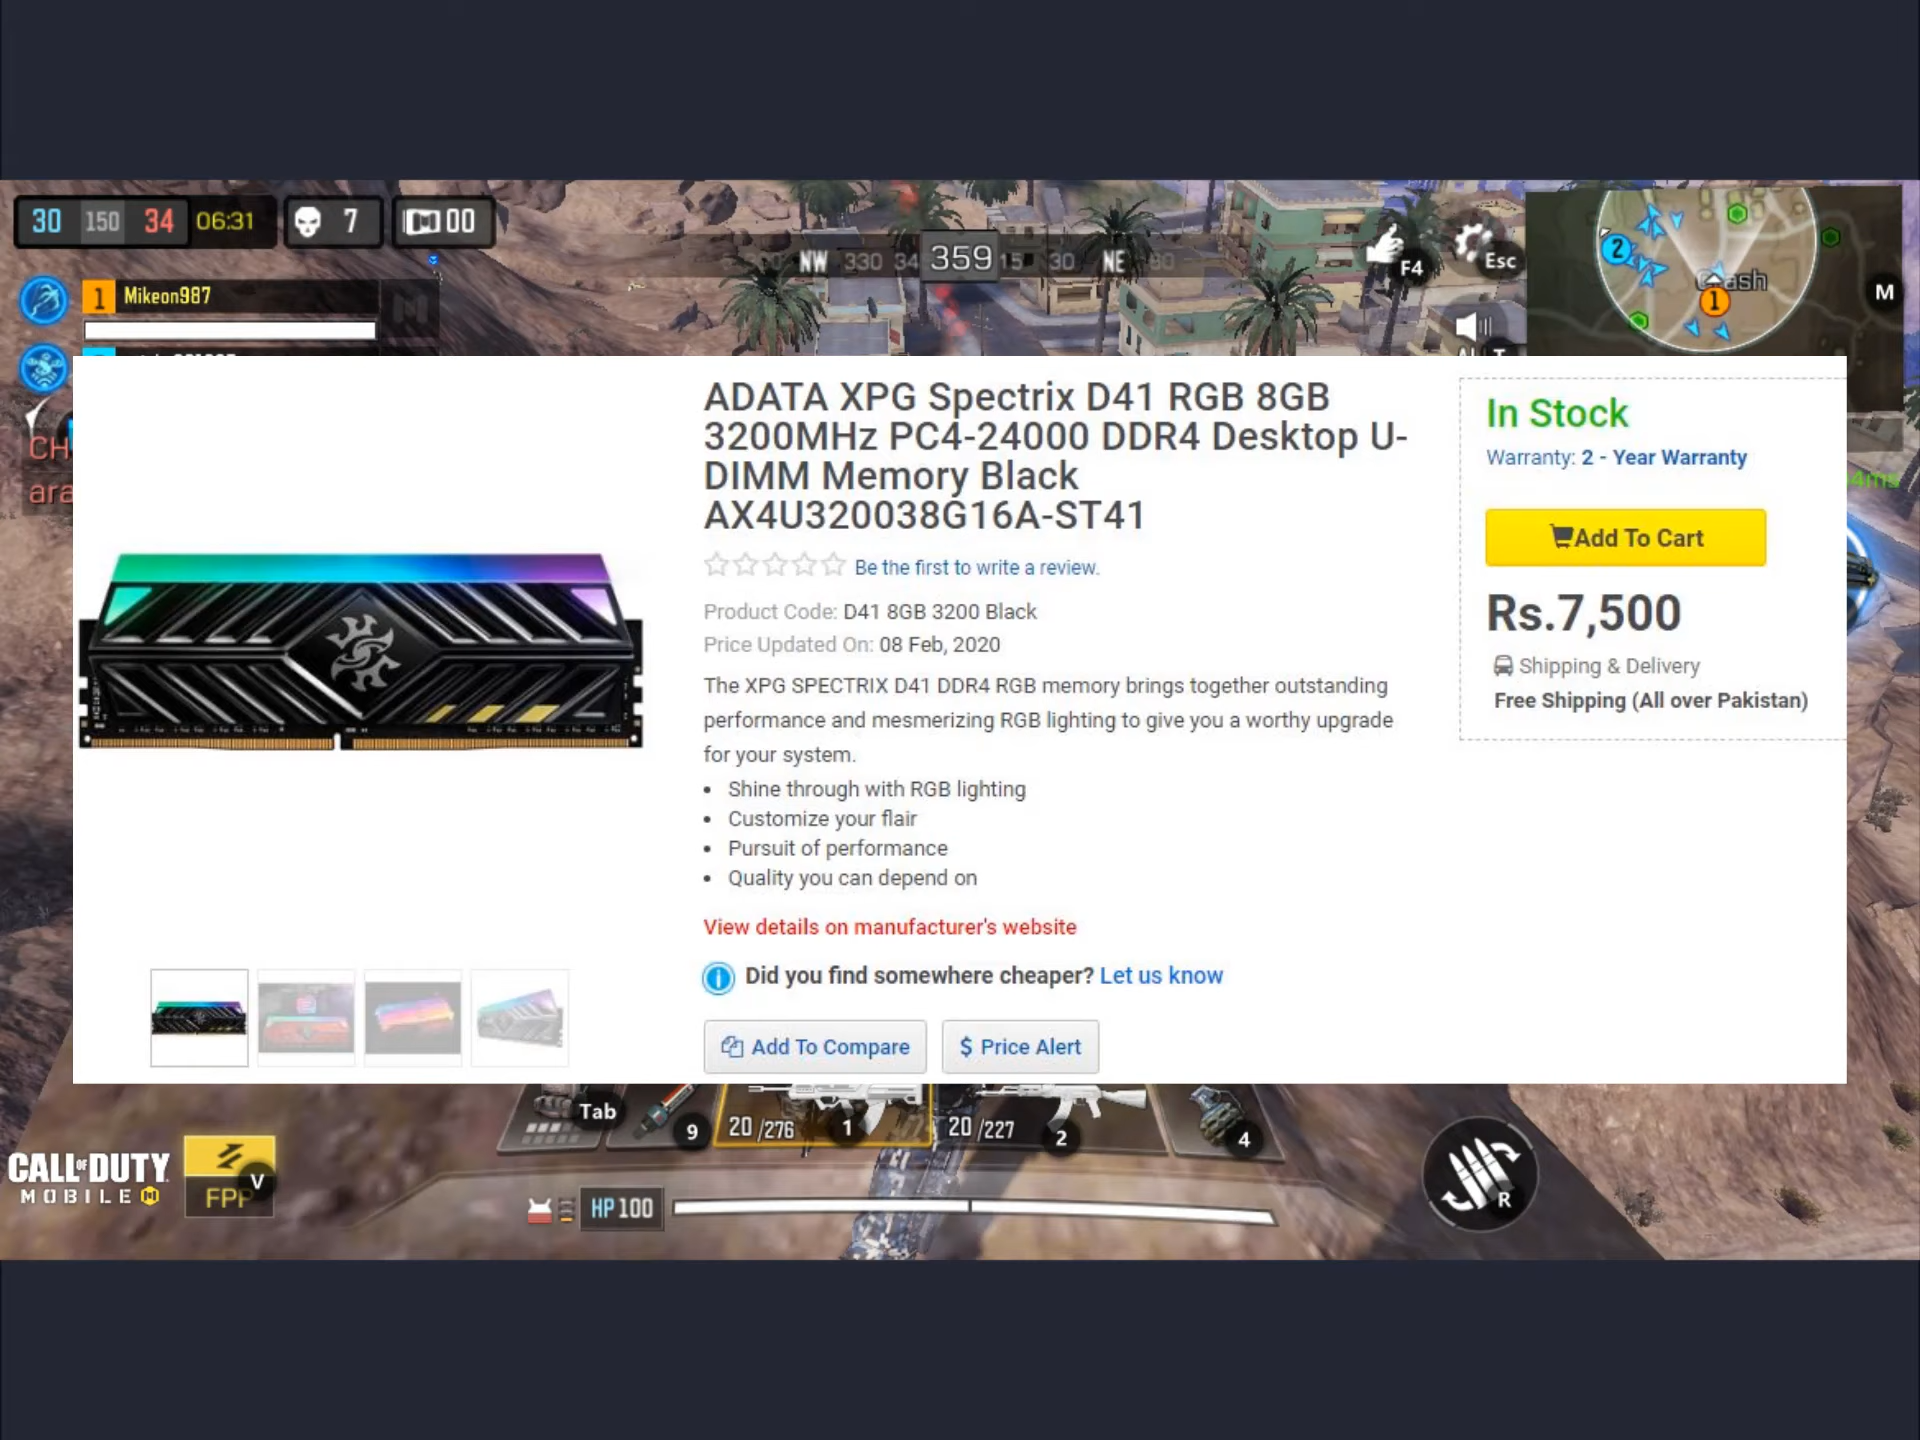 30 150 34 06:31 7 00
NW 330 34 359 15 30 NE
F4
Esc
2
Crash
1
M
1 Mikeon987
CH
ara
4ms
ADATA XPG Spectrix D41 RGB 8GB
3200MHz PC4-24000 DDR4 Desktop U-
DIMM Memory Black
AX4U320038G16A-ST41
Be the first to write a review.
Product Code: D41 8GB 3200 Black
Price Updated On: 08 Feb, 2020
The XPG SPECTRIX D41 DDR4 RGB memory brings together outstanding
performance and mesmerizing RGB lighting to give you a worthy upgrade
for your system.
• Shine through with RGB lighting
• Customize your flair
• Pursuit of performance
• Quality you can depend on
View details on manufacturer's website
Did you find somewhere cheaper? Let us know
Add To Compare
$ Price Alert
In Stock
Warranty: 2 - Year Warranty
Add To Cart
Rs.7,500
Shipping & Delivery
Free Shipping (All over Pakistan)
Tab
9
20 /276 1
20 /227 2
4
CALL OF DUTY
MOBILE
V
FPP
HP 100
R